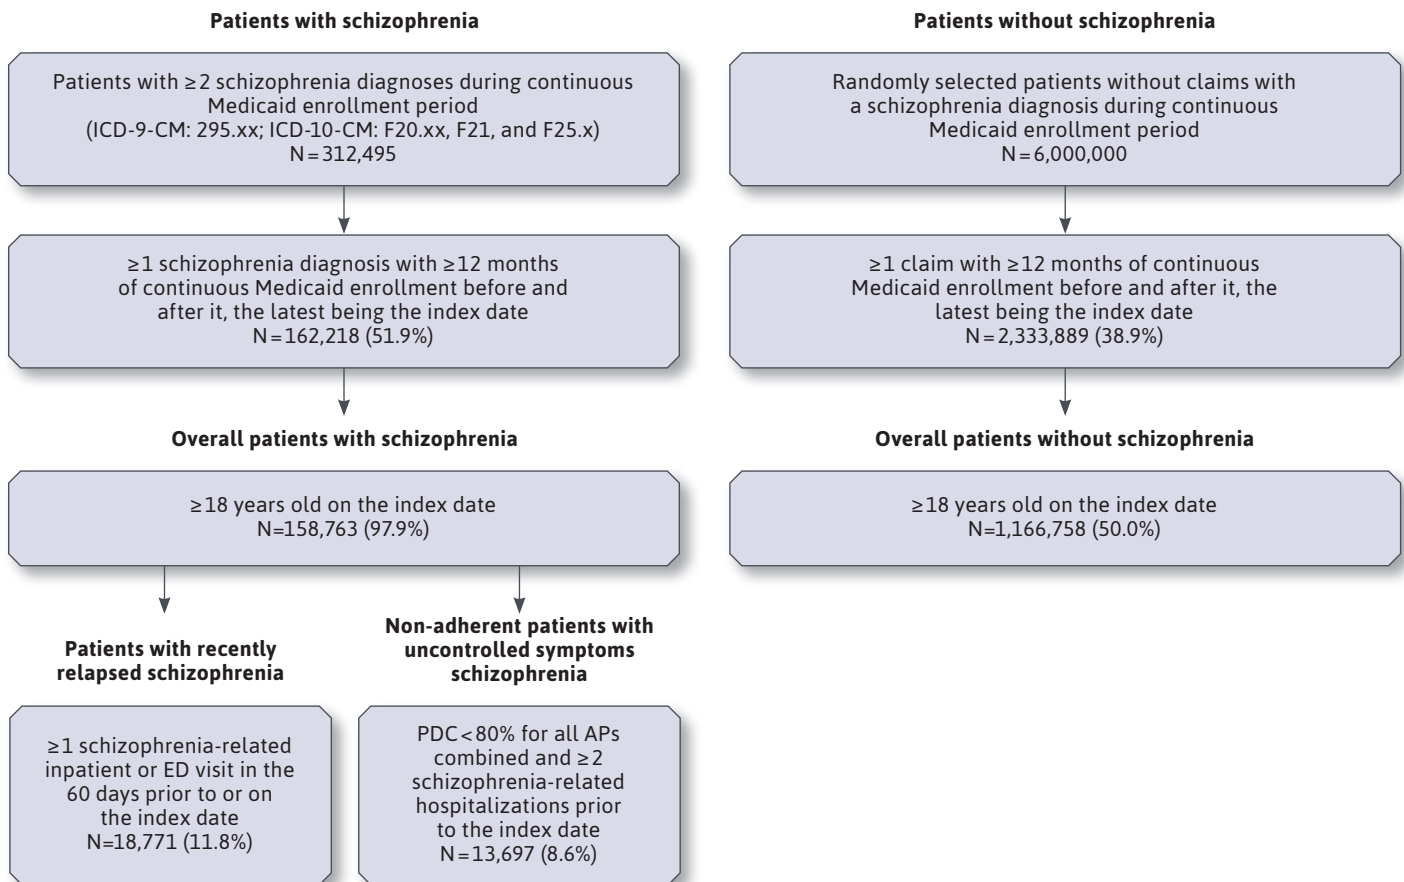 Patients with schizophrenia
Patients with ≥2 schizophrenia diagnoses during continuous
Medicaid enrollment period
(ICD-9-CM: 295.xx; ICD-10-CM: F20.xx, F21, and F25.x)
N=312,495
≥1 schizophrenia diagnosis with ≥12 months
of continuous Medicaid enrollment before and
after it, the latest being the index date
N=162,218 (51.9%)
Overall patients with schizophrenia
≥18 years old on the index date
N=158,763 (97.9%)
Patients with recently
relapsed schizophrenia
≥1 schizophrenia-related
inpatient or ED visit in the
60 days prior to or on
the index date
N=18,771 (11.8%)
Non-adherent patients with
uncontrolled symptoms
schizophrenia
PDC<80% for all APs
combined and ≥2
schizophrenia-related
hospitalizations prior
to the index date
N=13,697 (8.6%)
Patients without schizophrenia
Randomly selected patients without claims with
a schizophrenia diagnosis during continuous
Medicaid enrollment period
N=6,000,000
≥1 claim with ≥12 months of continuous
Medicaid enrollment before and after it, the
latest being the index date
N=2,333,889 (38.9%)
Overall patients without schizophrenia
≥18 years old on the index date
N=1,166,758 (50.0%)